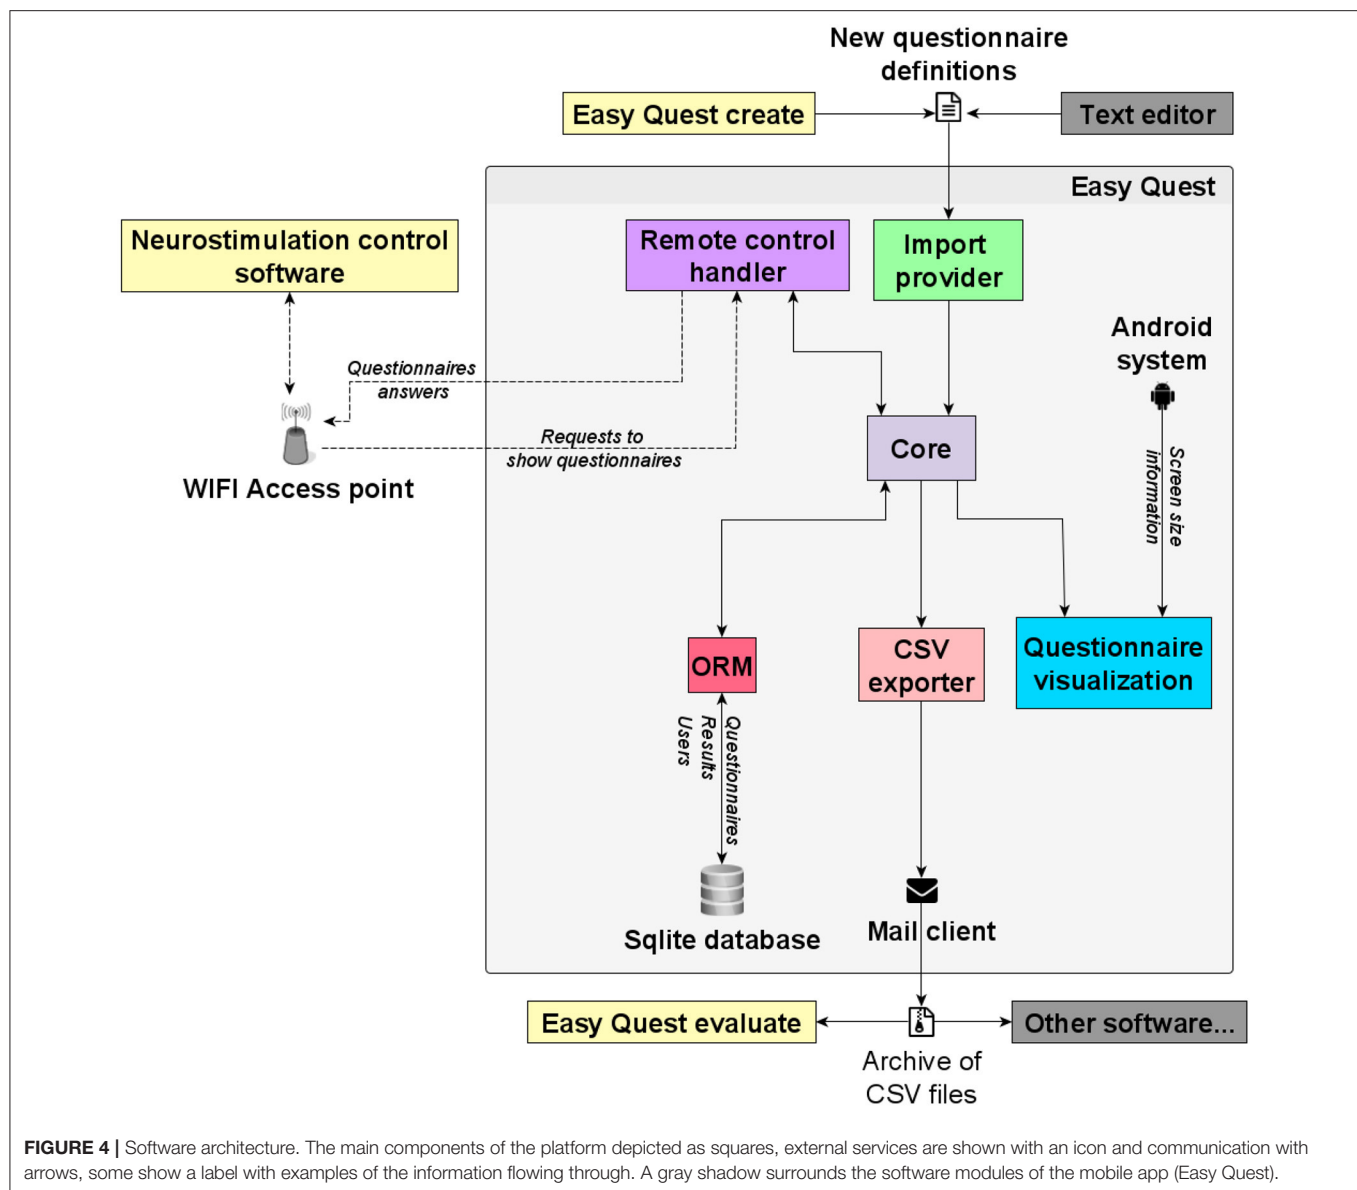 New questionnaire
definitions
Easy Quest create
Text editor
Easy Quest
Neurostimulation control
software
Remote control
handler
Import
provider
Android
system
Questionnaires
answers
Requests to
show questionnaires
WIFI Access point
Core
Screen size
information
ORM
CSV
exporter
Questionnaire
visualization
Questionnaires
Results
Users
Sqlite database
Mail client
Easy Quest evaluate
Other software...
Archive of
CSV files
FIGURE 4 | Software architecture. The main components of the platform depicted as squares, external services are shown with an icon and communication with
arrows, some show a label with examples of the information flowing through. A gray shadow surrounds the software modules of the mobile app (Easy Quest).